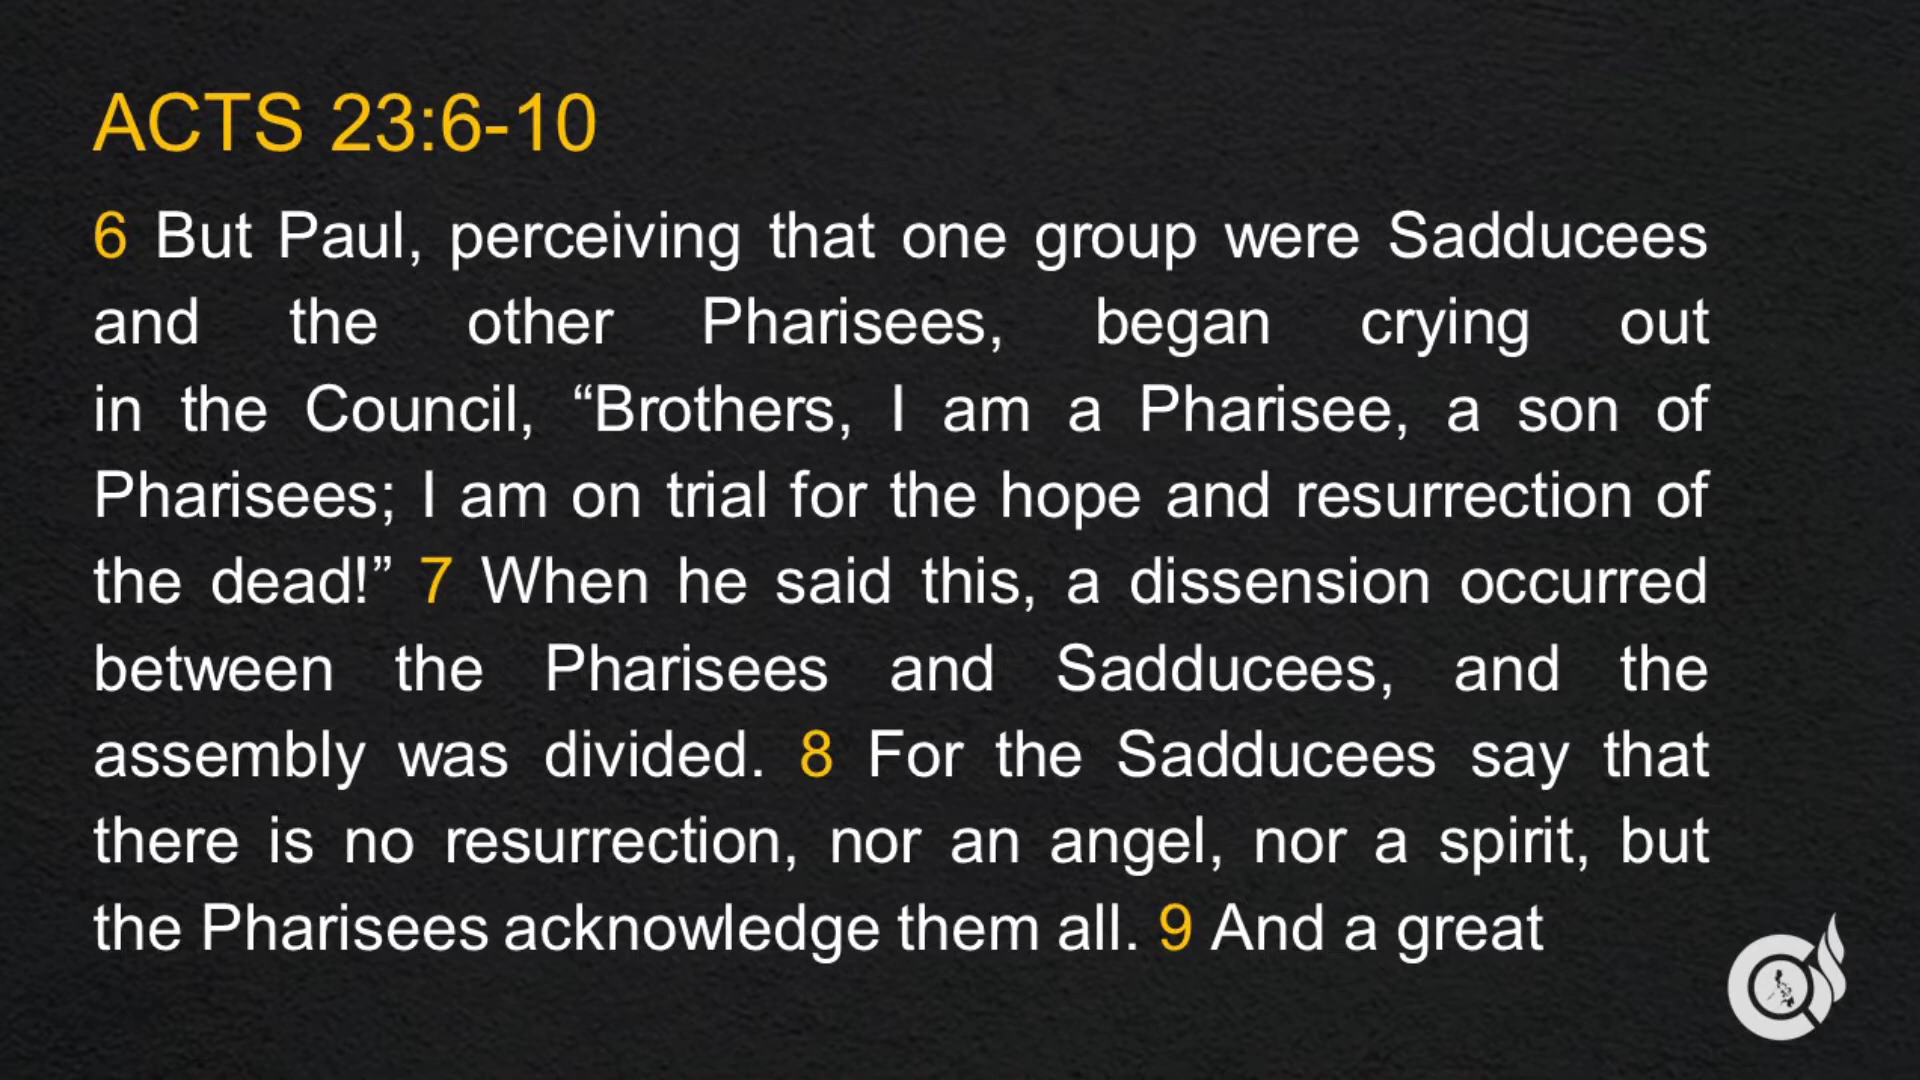 ACTS 23:6-10
6 But Paul, perceiving that one group were Sadducees
and the other Pharisees, began crying out
in the Council, “Brothers, I am a Pharisee, a son of
Pharisees; I am on trial for the hope and resurrection of
the dead!” 7 When he said this, a dissension occurred
between the Pharisees and Sadducees, and the
assembly was divided. 8 For the Sadducees say that
there is no resurrection, nor an angel, nor a spirit, but
the Pharisees acknowledge them all. 9 And a great